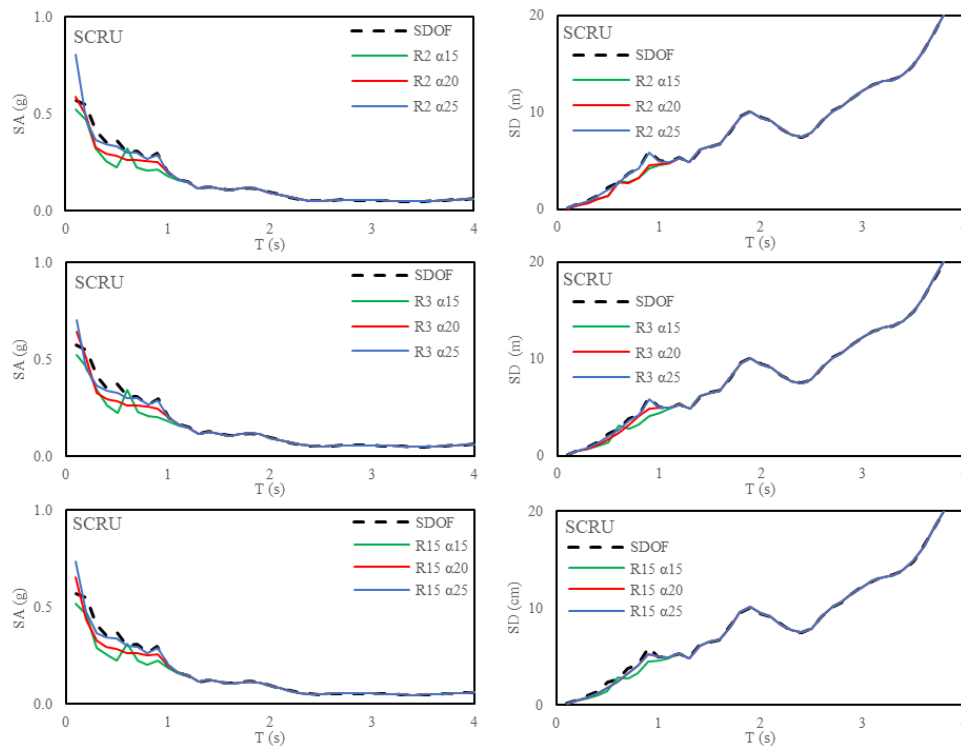 1.0
SCRU
SDOF
R2 α15
R2 α20
R2 α25
SA (g)
0.5
0.0
0
1
2
3
4
T (s)
20
SCRU
SDOF
R2 α15
R2 α20
R2 α25
SD (m)
10
0
0
1
2
3
T (s)
1.0
SCRU
SDOF
R3 α15
R3 α20
R3 α25
SA (g)
0.5
0.0
0
1
2
3
4
T (s)
20
SCRU
SDOF
R3 α15
R3 α20
R3 α25
SD (m)
10
0
0
1
2
3
T (s)
1.0
SCRU
SDOF
R15 α15
R15 α20
R15 α25
SA (g)
0.5
0.0
0
1
2
3
4
T (s)
20
SCRU
SDOF
R15 α15
R15 α20
R15 α25
SD (cm)
10
0
0
1
2
3
T (s)